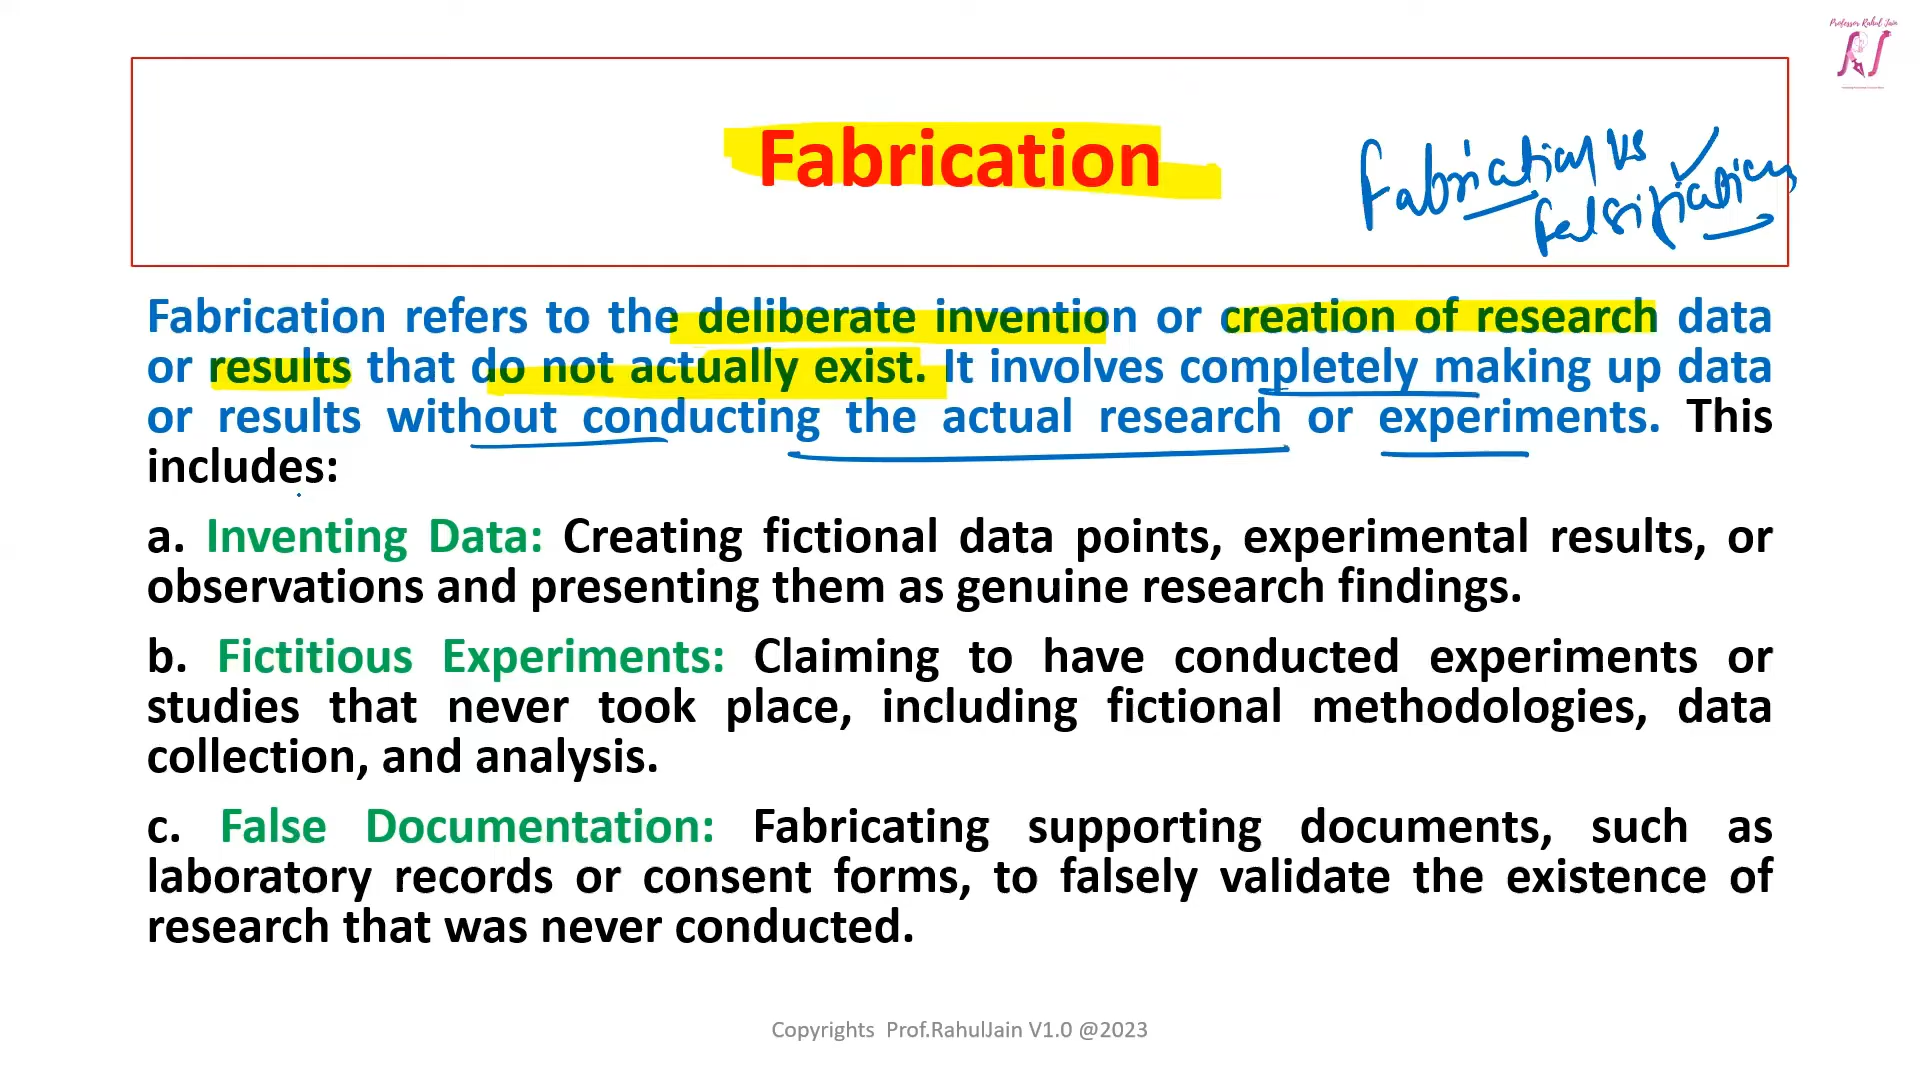 Professor Rahul Jain
Fabrication
Fabrication vs
Falsification
Fabrication refers to the deliberate invention or creation of research data
or results that do not actually exist. It involves completely making up data
or results without conducting the actual research or experiments. This
includes:
a. Inventing Data: Creating fictional data points, experimental results, or
observations and presenting them as genuine research findings.
b. Fictitious Experiments: Claiming to have conducted experiments or
studies that never took place, including fictional methodologies, data
collection, and analysis.
c. False Documentation: Fabricating supporting documents, such as
laboratory records or consent forms, to falsely validate the existence of
research that was never conducted.
Copyrights Prof.RahulJain V1.0 @2023